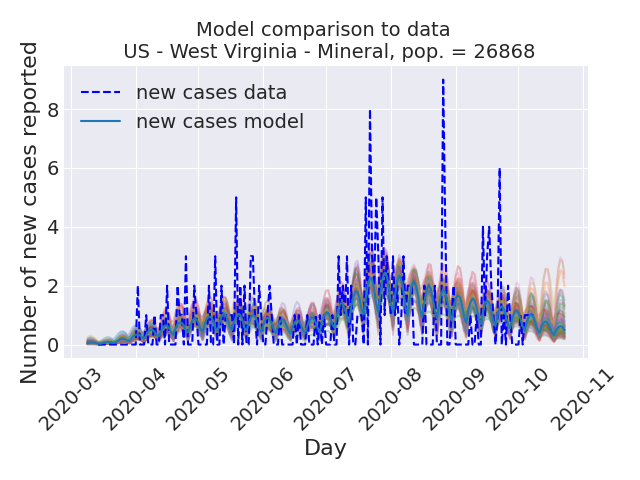 Model comparison to data
US - West Virginia - Mineral, pop. = 26868
Number of new cases reported
8
6
4
2
0
new cases data
new cases model
2020-03
2020-04
2020-05
2020-06
2020-07
2020-08
2020-09
2020-10
2020-11
Day